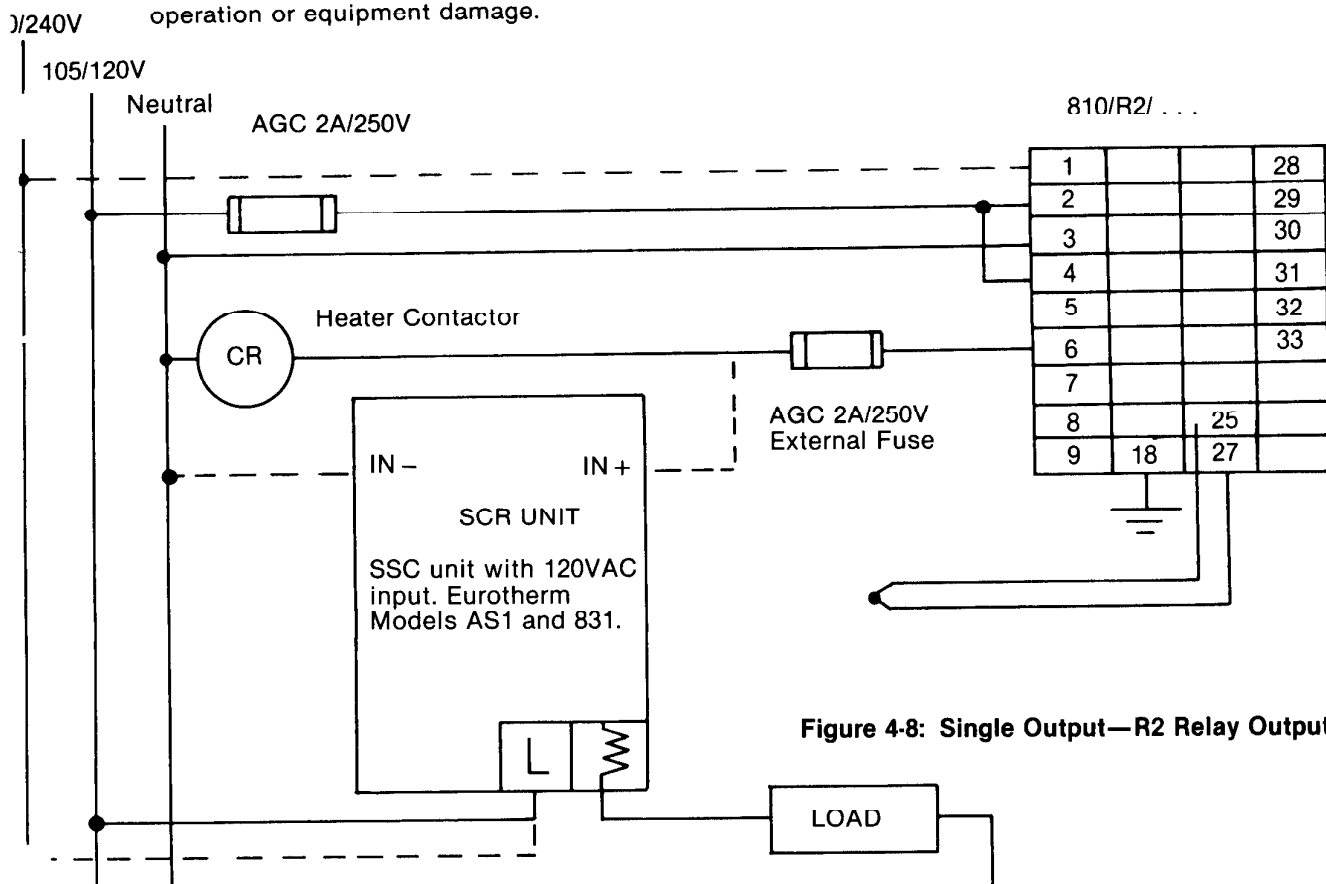 operation or equipment damage.
)/240V
105/120V
Neutral
AGC 2A/250V
810/R2/ . . .
1 28
2 29
3 30
4 31
5 32
6 33
7
8 25
9 18 27
Heater Contactor
CR
AGC 2A/250V
External Fuse
IN – IN +
SCR UNIT
SSC unit with 120VAC
input. Eurotherm
Models AS1 and 831.
L
Figure 4-8: Single Output—R2 Relay Output
LOAD